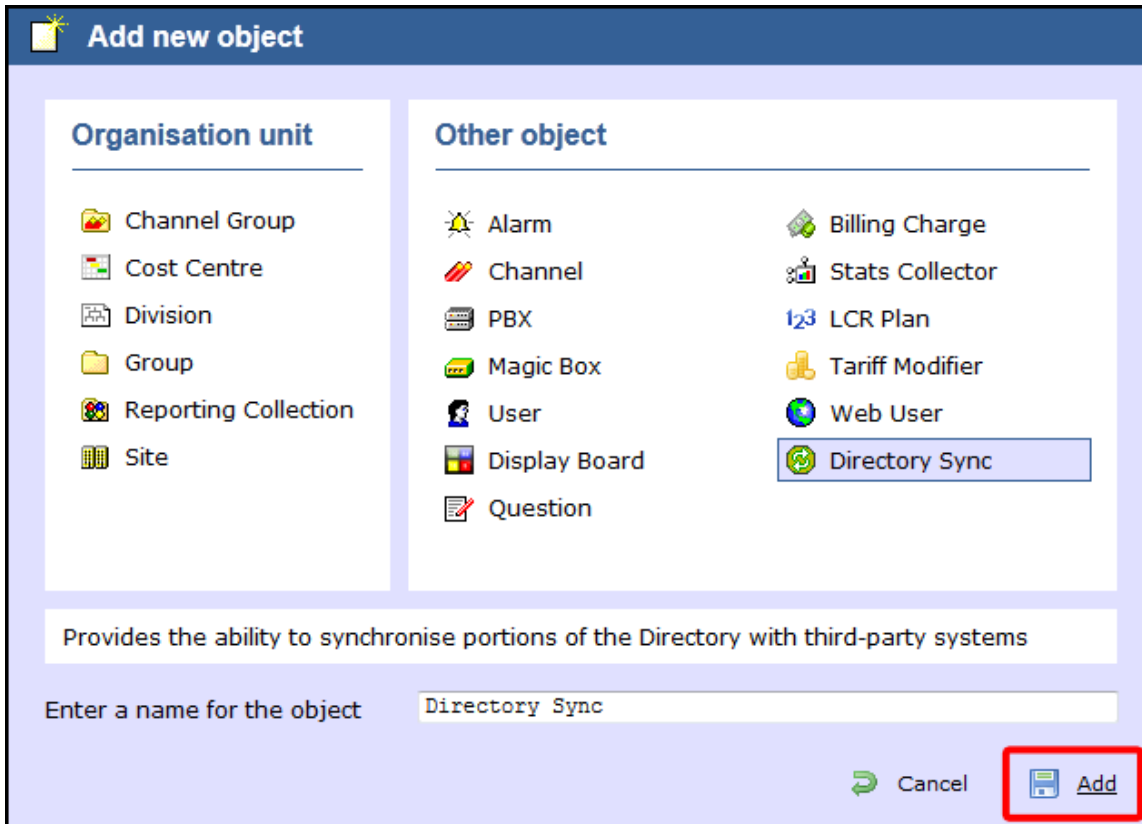 Add new object
Organisation unit
Channel Group
Cost Centre
Division
Group
Reporting Collection
Site
Other object
Alarm
Channel
PBX
Magic Box
User
Display Board
Question
Billing Charge
Stats Collector
123 LCR Plan
Tariff Modifier
Web User
Directory Sync
Provides the ability to synchronise portions of the Directory with third-party systems
Enter a name for the object
Directory Sync
Cancel
Add